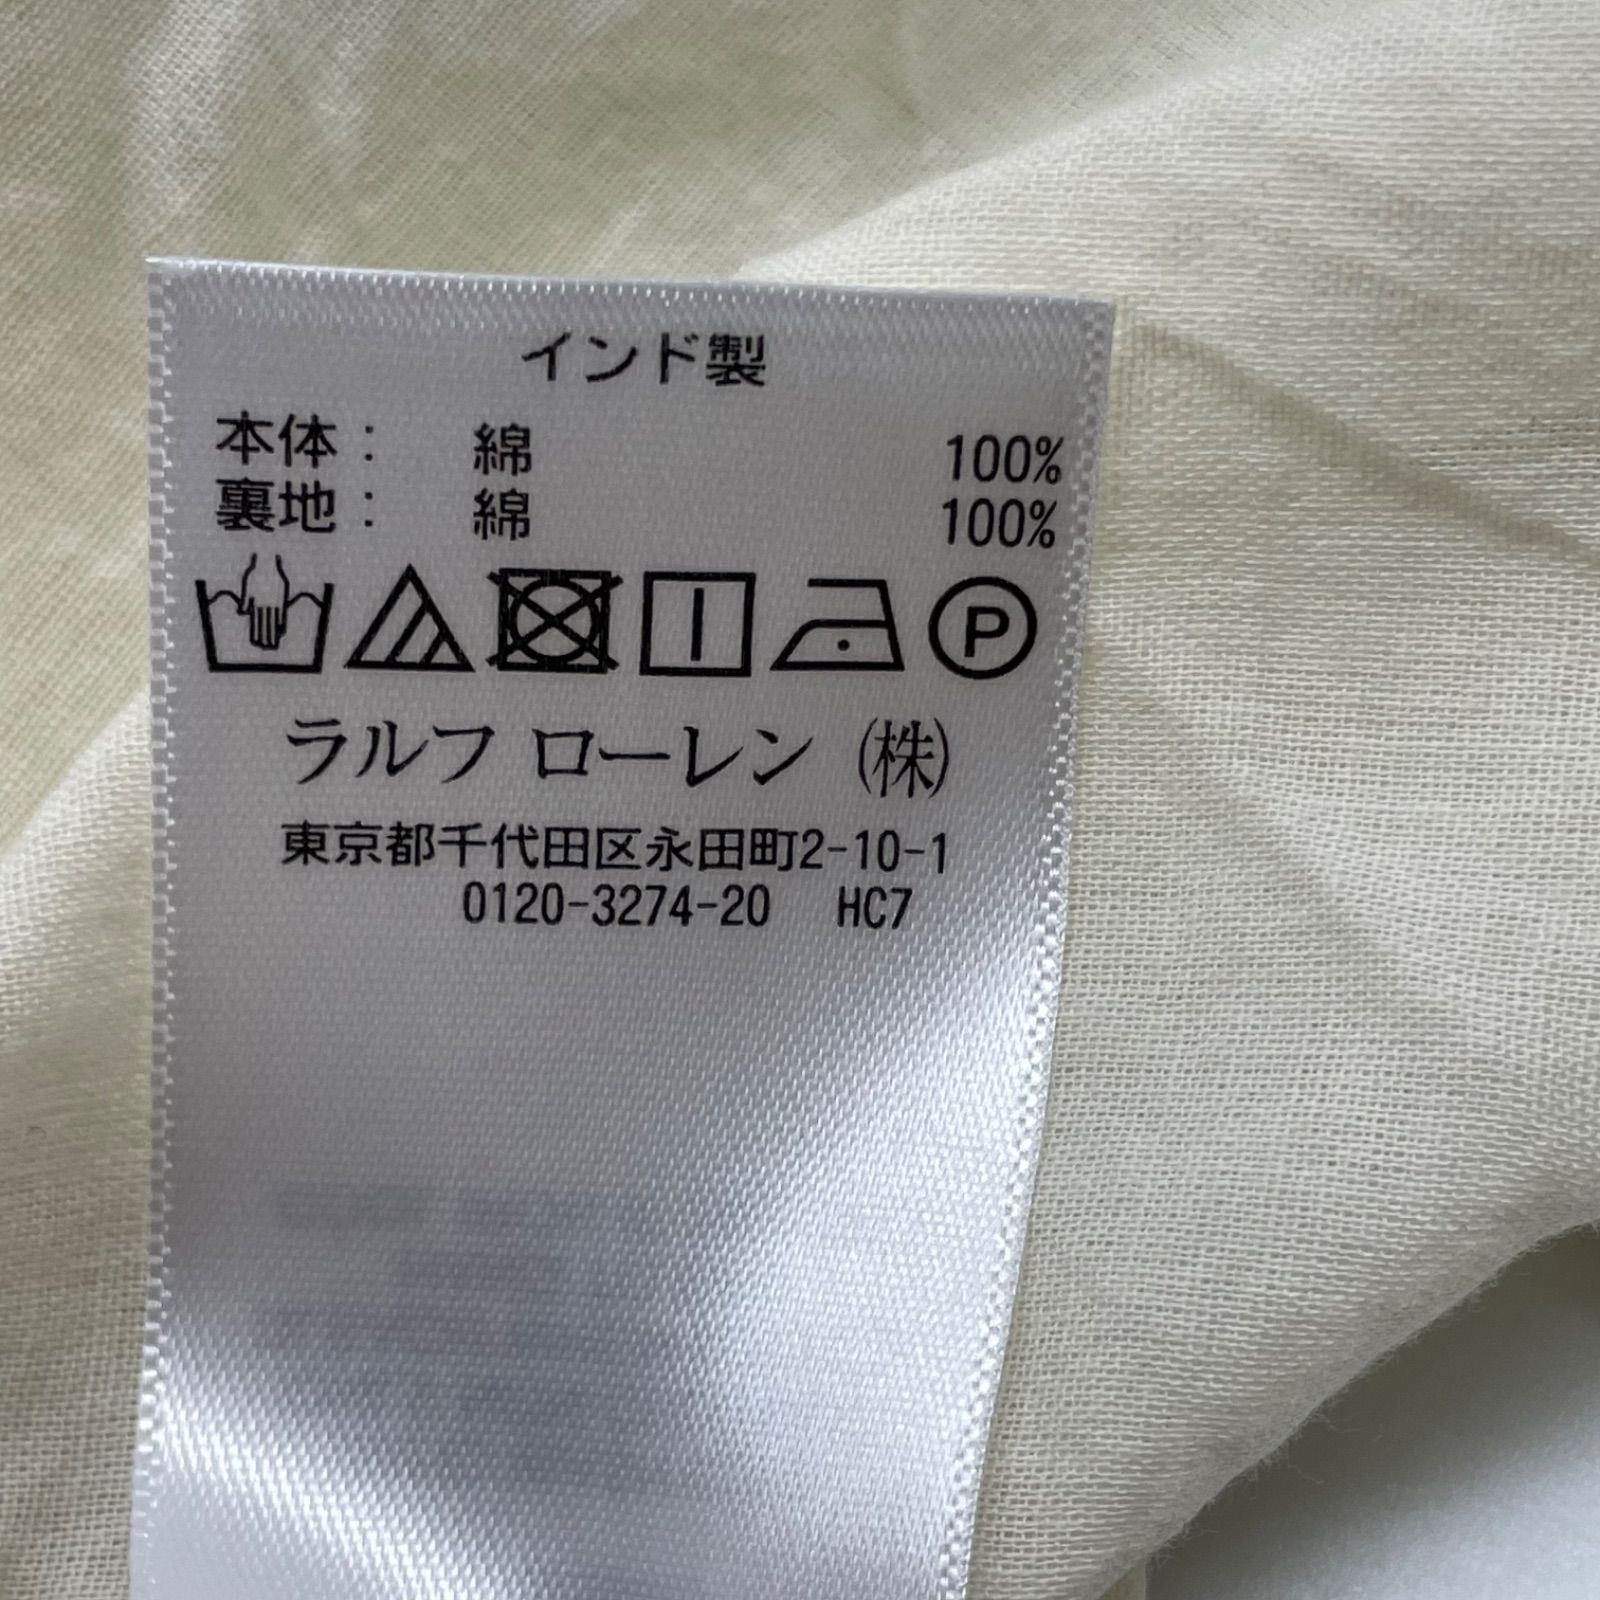 インド製
本体： 綿 100%
裏地： 綿 100%
P
ラルフ ローレン （株）
東京都千代田区永田町2-10-1
0120-3274-20 HC7